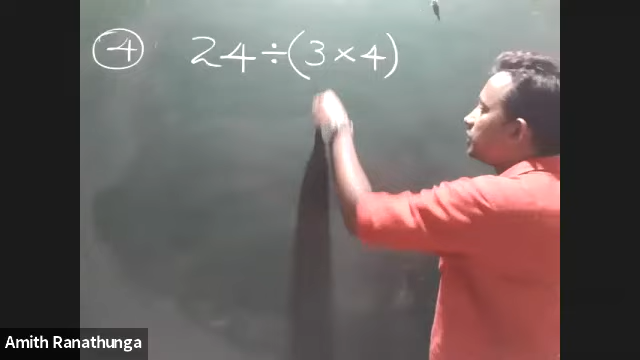 ④ 24 ÷ (3 × 4)
Amith Ranathunga